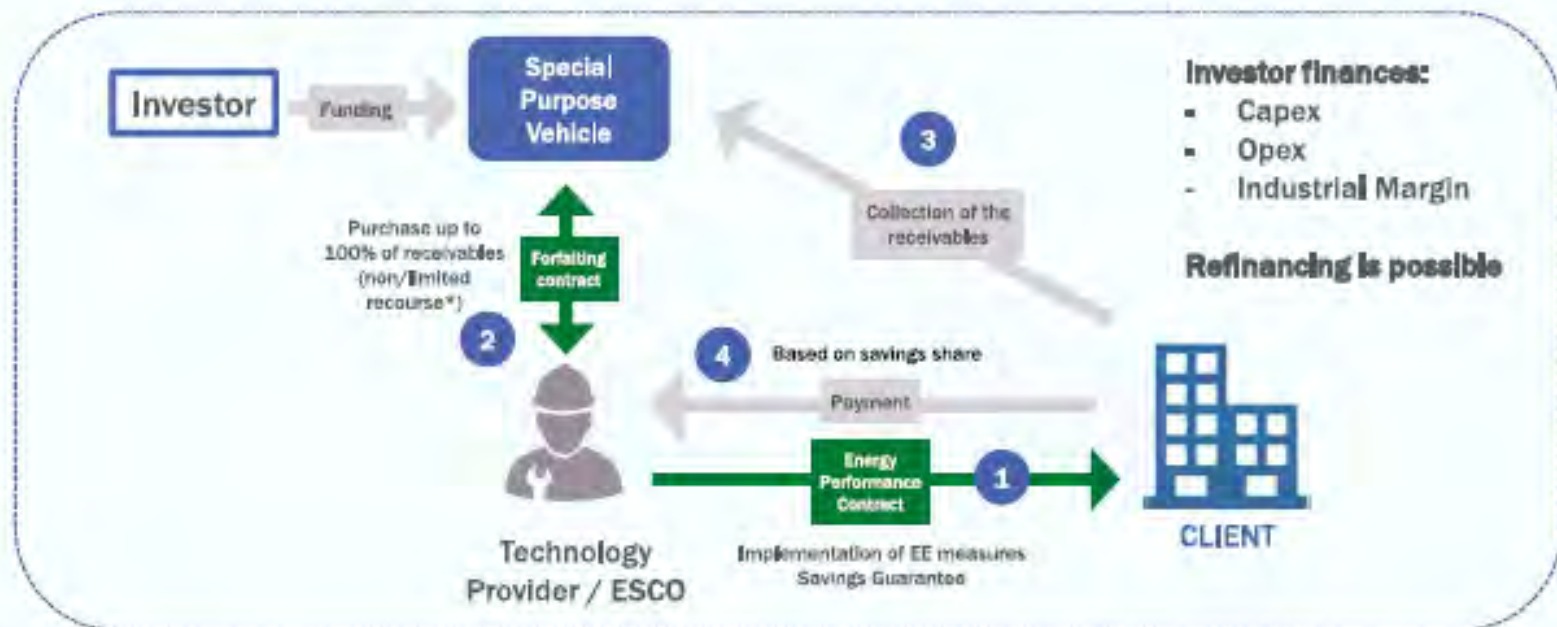 Investor
Funding
Special
Purpose
Vehicle
3
Collection of the
receivables
Investor finances:
▪ Capex
▪ Opex
- Industrial Margin
Refinancing is possible
Purchase up to
100% of receivables
(non/limited
recourse*)
Forfaiting
contract
2
4
Based on savings share
Payment
Energy
Performance
Contract
1
Implementation of EE measures
Savings Guarantee
Technology
Provider / ESCO
CLIENT